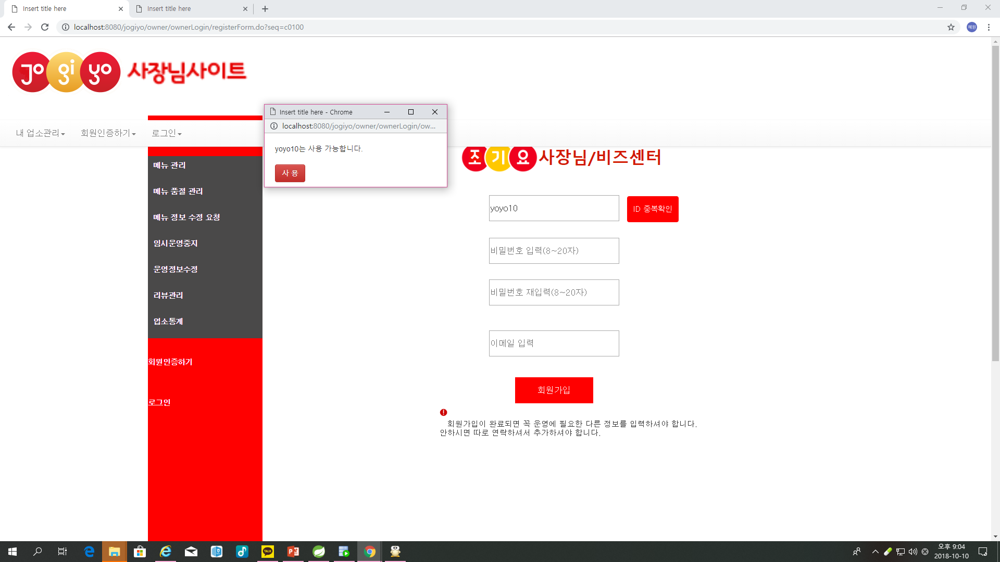 Insert title here
Insert title here
localhost:8080/jogiyo/owner/ownerLogin/registerForm.do?seq=c0100
혜원
Jo gi yo 사장님사이트
내 업소관리
회원인증하기
로그인
Insert title here - Chrome
localhost:8080/jogiyo/owner/ownerLogin/ow...
yoyo10는 사용 가능합니다.
사 용
메뉴 관리
메뉴 품절 관리
메뉴 정보 수정 요청
임시운영중지
운영정보수정
리뷰관리
업소통계
회원인증하기
로그인
조기요 사장님/비즈센터
yoyo10
ID 중복확인
비밀번호 입력(8~20자)
비밀번호 재입력(8~20자)
이메일 입력
회원가입
회원가입이 완료되면 꼭 운영에 필요한 다른 정보를 입력하셔야 합니다.
안하시면 따로 연락하셔서 추가하셔야 합니다.
TALK
오후 9:04
2018-10-10